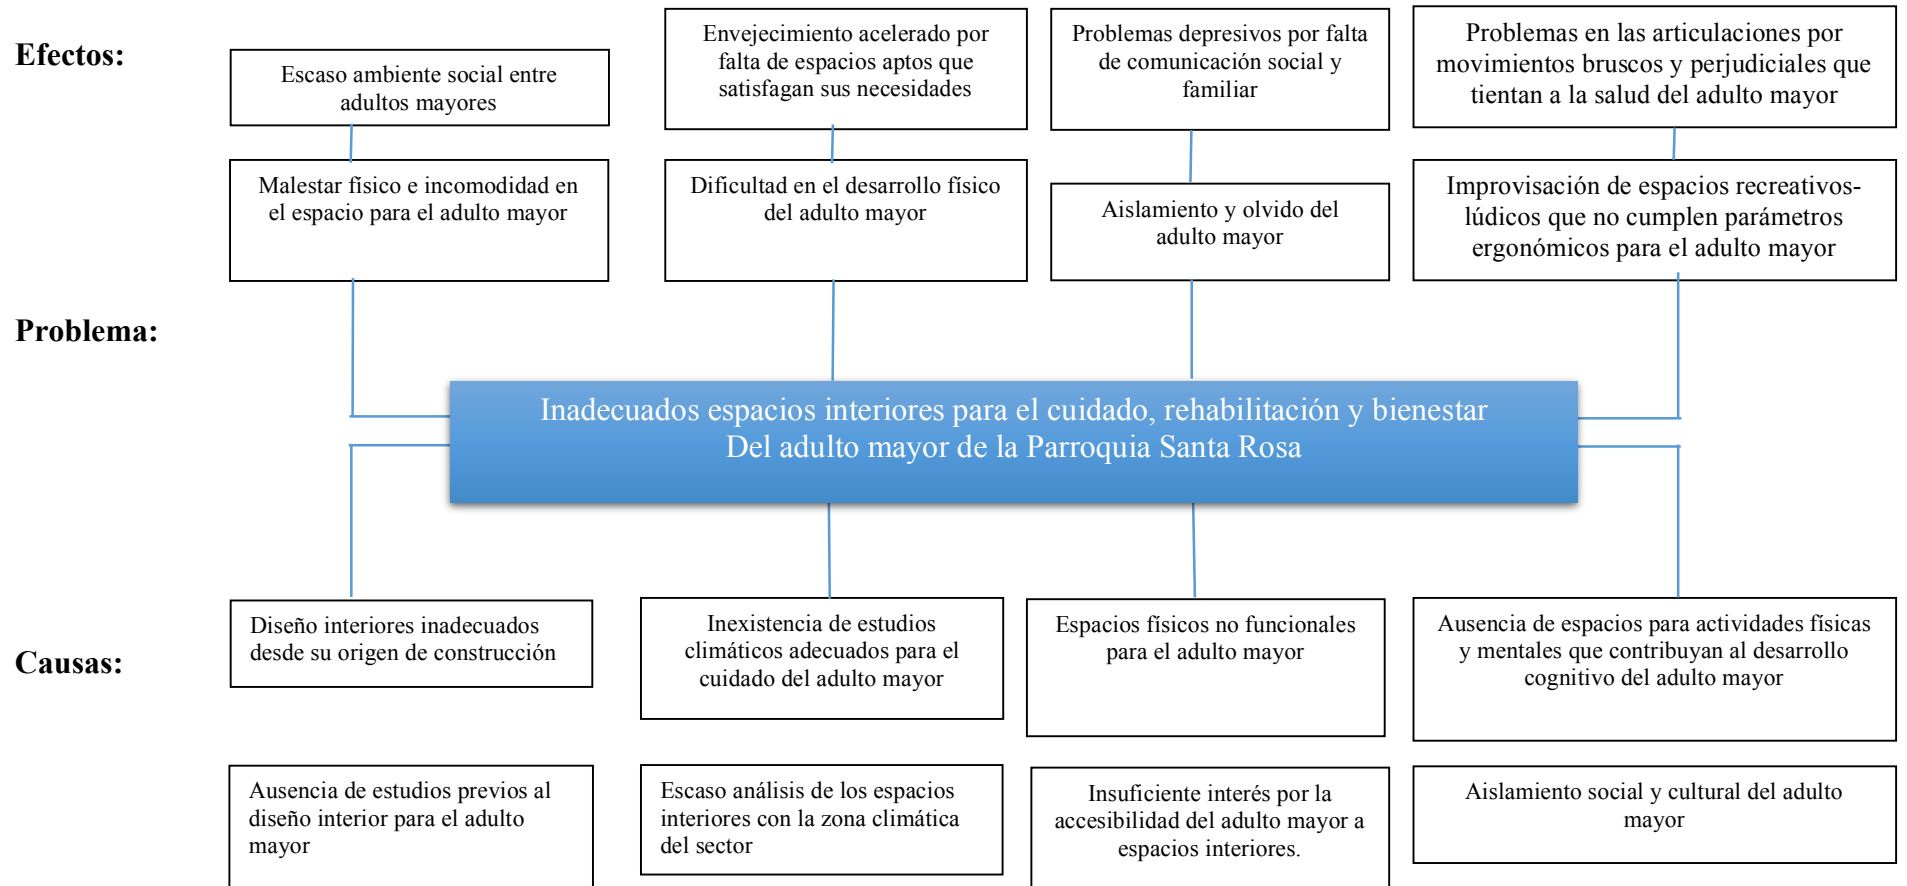 Efectos:
Escaso ambiente social entre
adultos mayores
Envejecimiento acelerado por
falta de espacios aptos que
satisfagan sus necesidades
Problemas depresivos por falta
de comunicación social y
familiar
Problemas en las articulaciones por
movimientos bruscos y perjudiciales que
tientan a la salud del adulto mayor
Malestar físico e incomodidad en
el espacio para el adulto mayor
Dificultad en el desarrollo físico
del adulto mayor
Aislamiento y olvido del
adulto mayor
Improvisación de espacios recreativos-
lúdicos que no cumplen parámetros
ergonómicos para el adulto mayor
Problema:
Inadecuados espacios interiores para el cuidado, rehabilitación y bienestar
Del adulto mayor de la Parroquia Santa Rosa
Causas:
Diseño interiores inadecuados
desde su origen de construcción
Inexistencia de estudios
climáticos adecuados para el
cuidado del adulto mayor
Espacios físicos no funcionales
para el adulto mayor
Ausencia de espacios para actividades físicas
y mentales que contribuyan al desarrollo
cognitivo del adulto mayor
Ausencia de estudios previos al
diseño interior para el adulto
mayor
Escaso análisis de los espacios
interiores con la zona climática
del sector
Insuficiente interés por la
accesibilidad del adulto mayor a
espacios interiores.
Aislamiento social y cultural del adulto
mayor